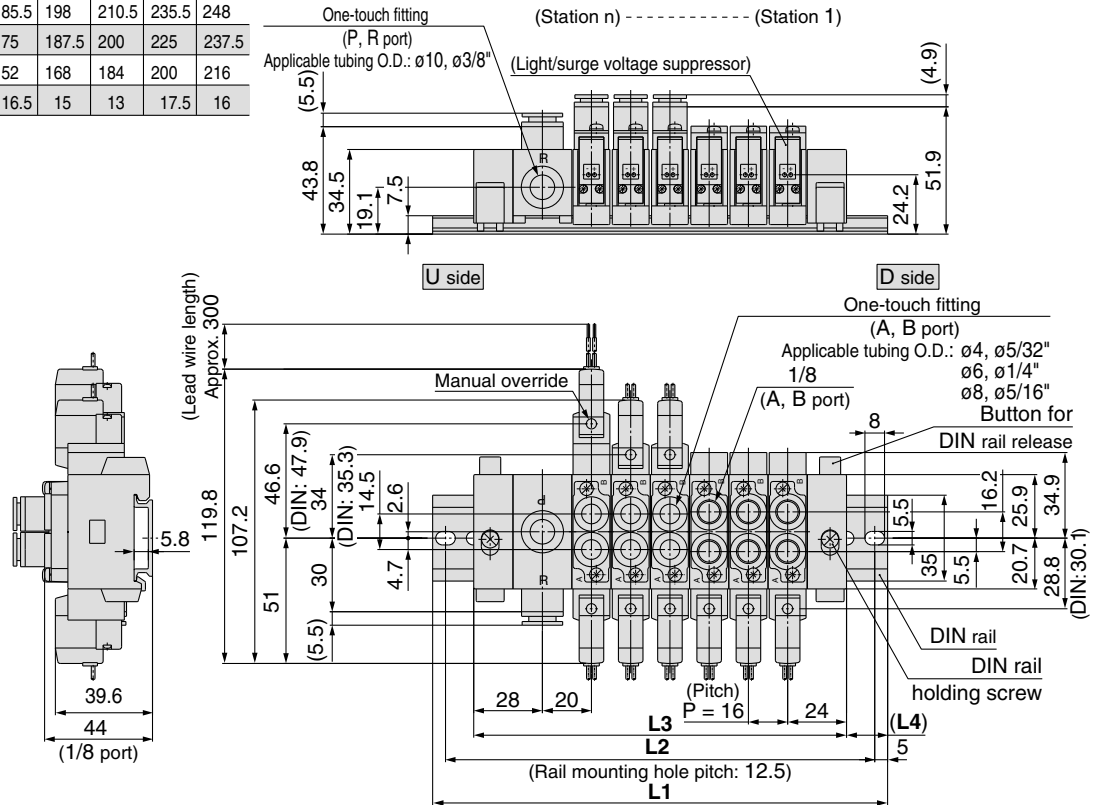 85.5 198 210.5 235.5 248
75 187.5 200 225 237.5
52 168 184 200 216
16.5 15 13 17.5 16
One-touch fitting
(P, R port)
Applicable tubing O.D.: ø10, ø3/8"
(Station n) (Station 1)
(Light/surge voltage suppressor)
(4.9)
(5.5)
43.8
34.5
19.1
7.5
R
24.2
51.9
U side
D side
One-touch fitting
(A, B port)
Applicable tubing O.D.: ø4, ø5/32"
ø6, ø1/4"
ø8, ø5/16"
1/8
(A, B port)
Button for
DIN rail release
(Lead wire length)
Approx. 300
Manual override
8
119.8
107.2
46.6
(DIN: 47.9)
34
(DIN: 35.3)
14.5
2.6
4.7
30
51
(5.5)
P
R
B B B B B B
A A A A A A
5.5
16.2
25.9
34.9
35
5.5
20.7
28.8
(DIN:30.1)
5.8
39.6
44
(1/8 port)
DIN rail
DIN rail
holding screw
28
20
(Pitch)
P = 16
24
L3
(L4)
L2
5
(Rail mounting hole pitch: 12.5)
L1